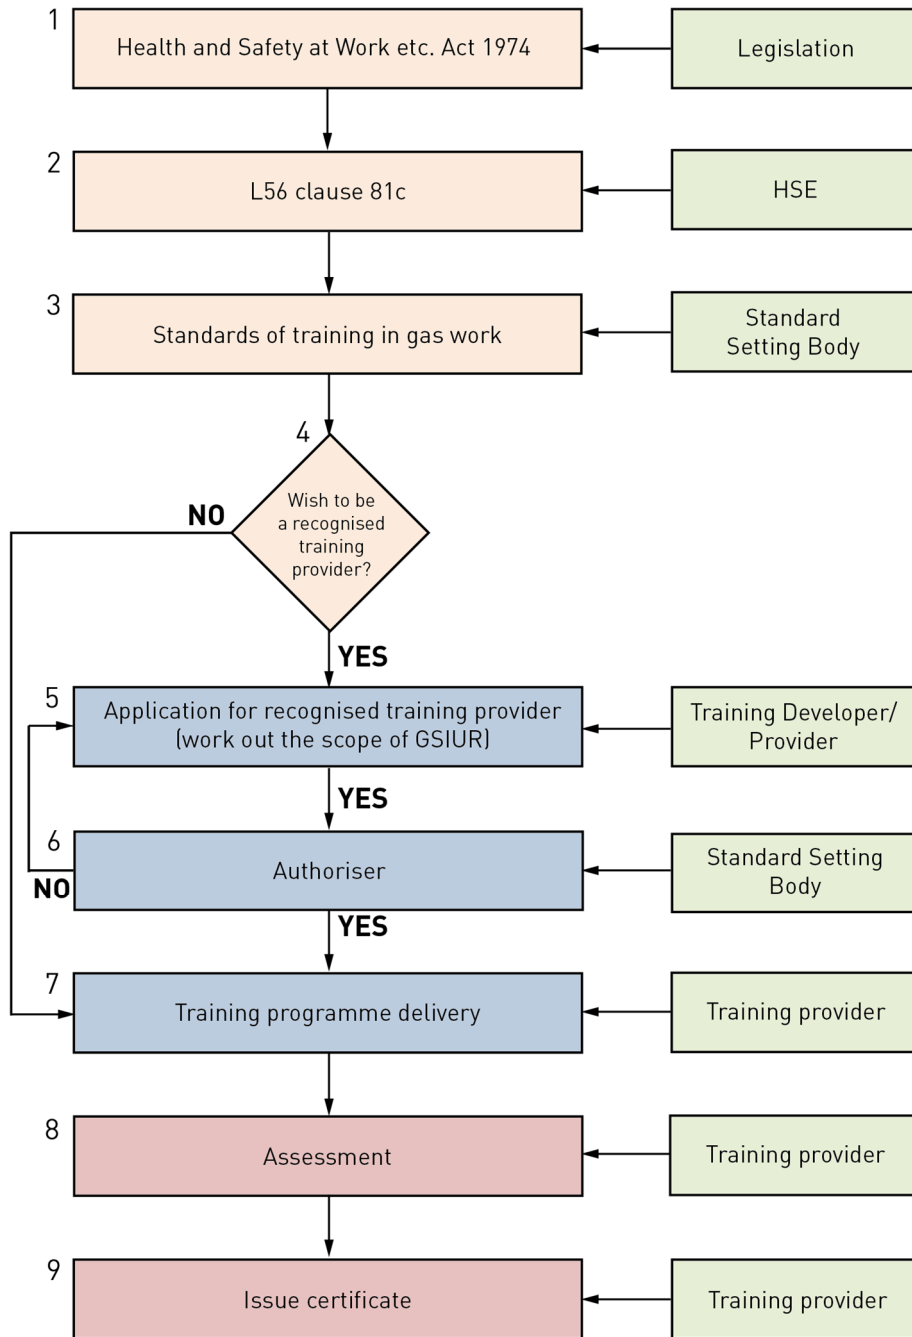 1
Health and Safety at Work etc. Act 1974
Legislation
2
L56 clause 81c
HSE
3
Standards of training in gas work
Standard
Setting Body
4
Wish to be
a recognised
training
provider?
NO
YES
5
Application for recognised training provider
(work out the scope of GSIUR)
Training Developer/
Provider
YES
6
Authoriser
Standard Setting
Body
NO
YES
7
Training programme delivery
Training provider
8
Assessment
Training provider
9
Issue certificate
Training provider